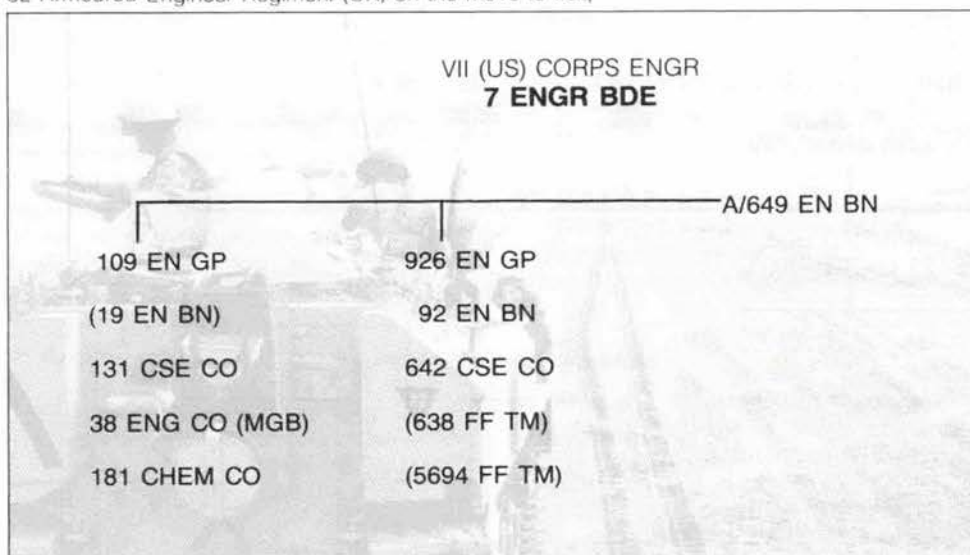 VII (US) CORPS ENGR
7 ENGR BDE
A/649 EN BN
109 EN GP
926 EN GP
(19 EN BN)
92 EN BN
131 CSE CO
642 CSE CO
38 ENG CO (MGB)
(638 FF TM)
181 CHEM CO
(5694 FF TM)